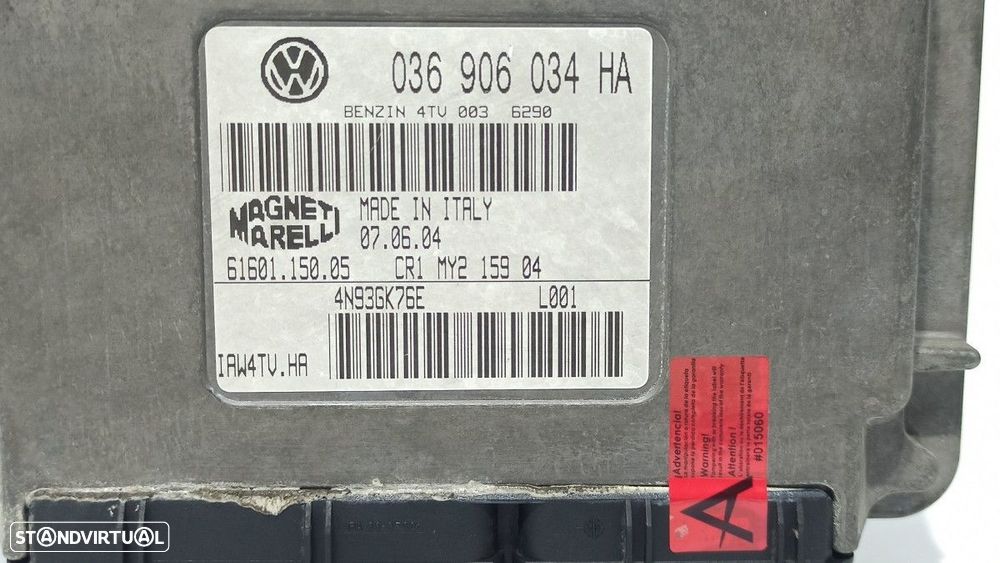 036 906 034 HA
BENZIN 4TV 003 6290
MAGNETI
MARELLI
MADE IN ITALY
07.06.04
61601.150.05 CR1 MY2 159 04
4N93GK76E L001
IAW4TV.HA
¡Advertencia!
Warning!
Attention !
#015060
A
STANDVIRTUAL